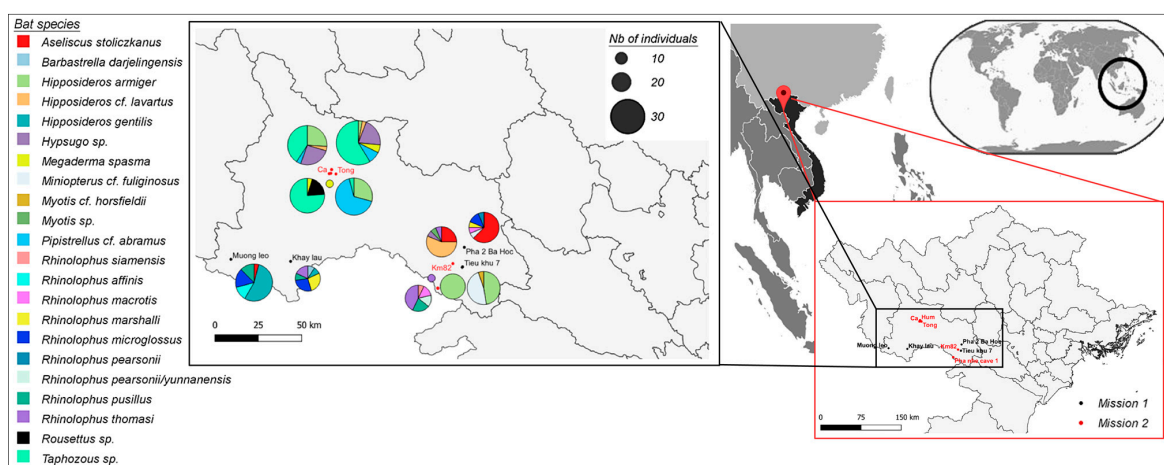 Bat species
Aseliscus stoliczkanus
Barbastrella darjelingensis
Hipposideros armiger
Hipposideros cf. lavartus
Hipposideros gentilis
Hypsugo sp.
Megaderma spasma
Miniopterus cf. fuliginosus
Myotis cf. horsfieldii
Myotis sp.
Pipistrellus cf. abramus
Rhinolophus siamensis
Rhinolophus affinis
Rhinolophus macrotis
Rhinolophus marshalli
Rhinolophus microglossus
Rhinolophus pearsonii
Rhinolophus pearsonii/yunnanensis
Rhinolophus pusillus
Rhinolophus thomasi
Rousettus sp.
Taphozous sp.
Nb of individuals
10
20
30
Ca
Tong
Muong leo
Khay lau
Pha 2 Ba Hoc
Km82
Tieu khu 7
0 25 50 km
Ca Hum
Tong
Muong leo
Khay lau
Km82
Pha 2 Ba Hoc
Tieu khu 7
cave 1
0 75 150 km
Mission 1
Mission 2